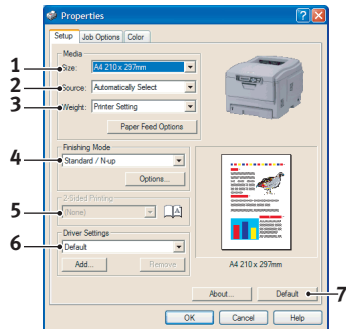 Properties
Setup Job Options Color
Media
1 Size: A4 210 x 297mm
2 Source: Automatically Select
3 Weight: Printer Setting
Paper Feed Options
Finishing Mode
4 Standard / N-up
Options...
2-Sided Printing
5 (None)
Driver Settings
6 Default
Add... Remove
A4 210 x 297mm
About... Default 7
OK Cancel Help